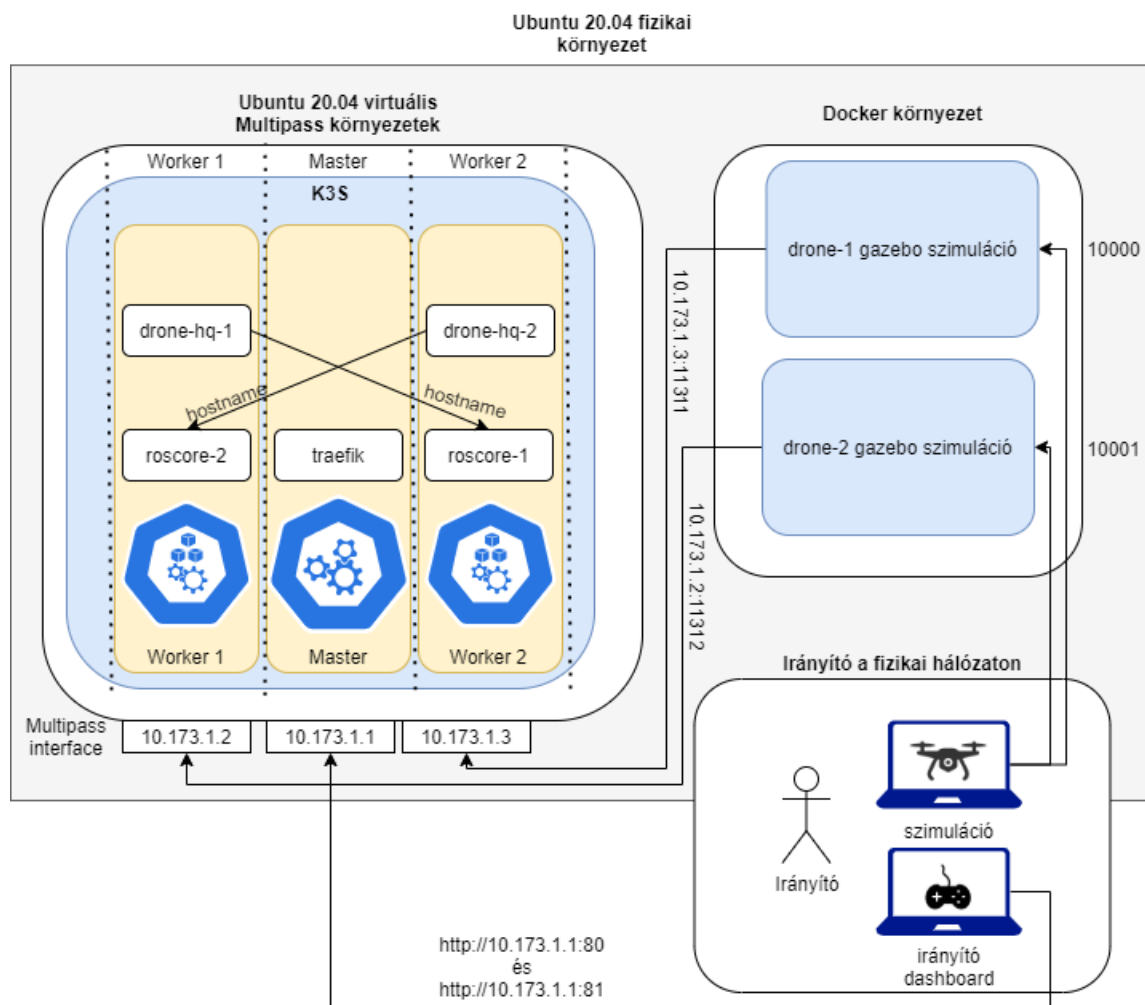 Ubuntu 20.04 fizikai
környezet
Ubuntu 20.04 virtuális
Multipass környezetek
Worker 1
Master
Worker 2
K3S
drone-hq-1
drone-hq-2
hostname
hostname
roscore-2
traefik
roscore-1
Worker 1
Master
Worker 2
Multipass
interface
10.173.1.2
10.173.1.1
10.173.1.3
Docker környezet
drone-1 gazebo szimuláció
10000
10.173.1.3:11311
drone-2 gazebo szimuláció
10001
10.173.1.2:11312
Irányító a fizikai hálózaton
szimuláció
Irányító
irányító
dashboard
http://10.173.1.1:80
és
http://10.173.1.1:81